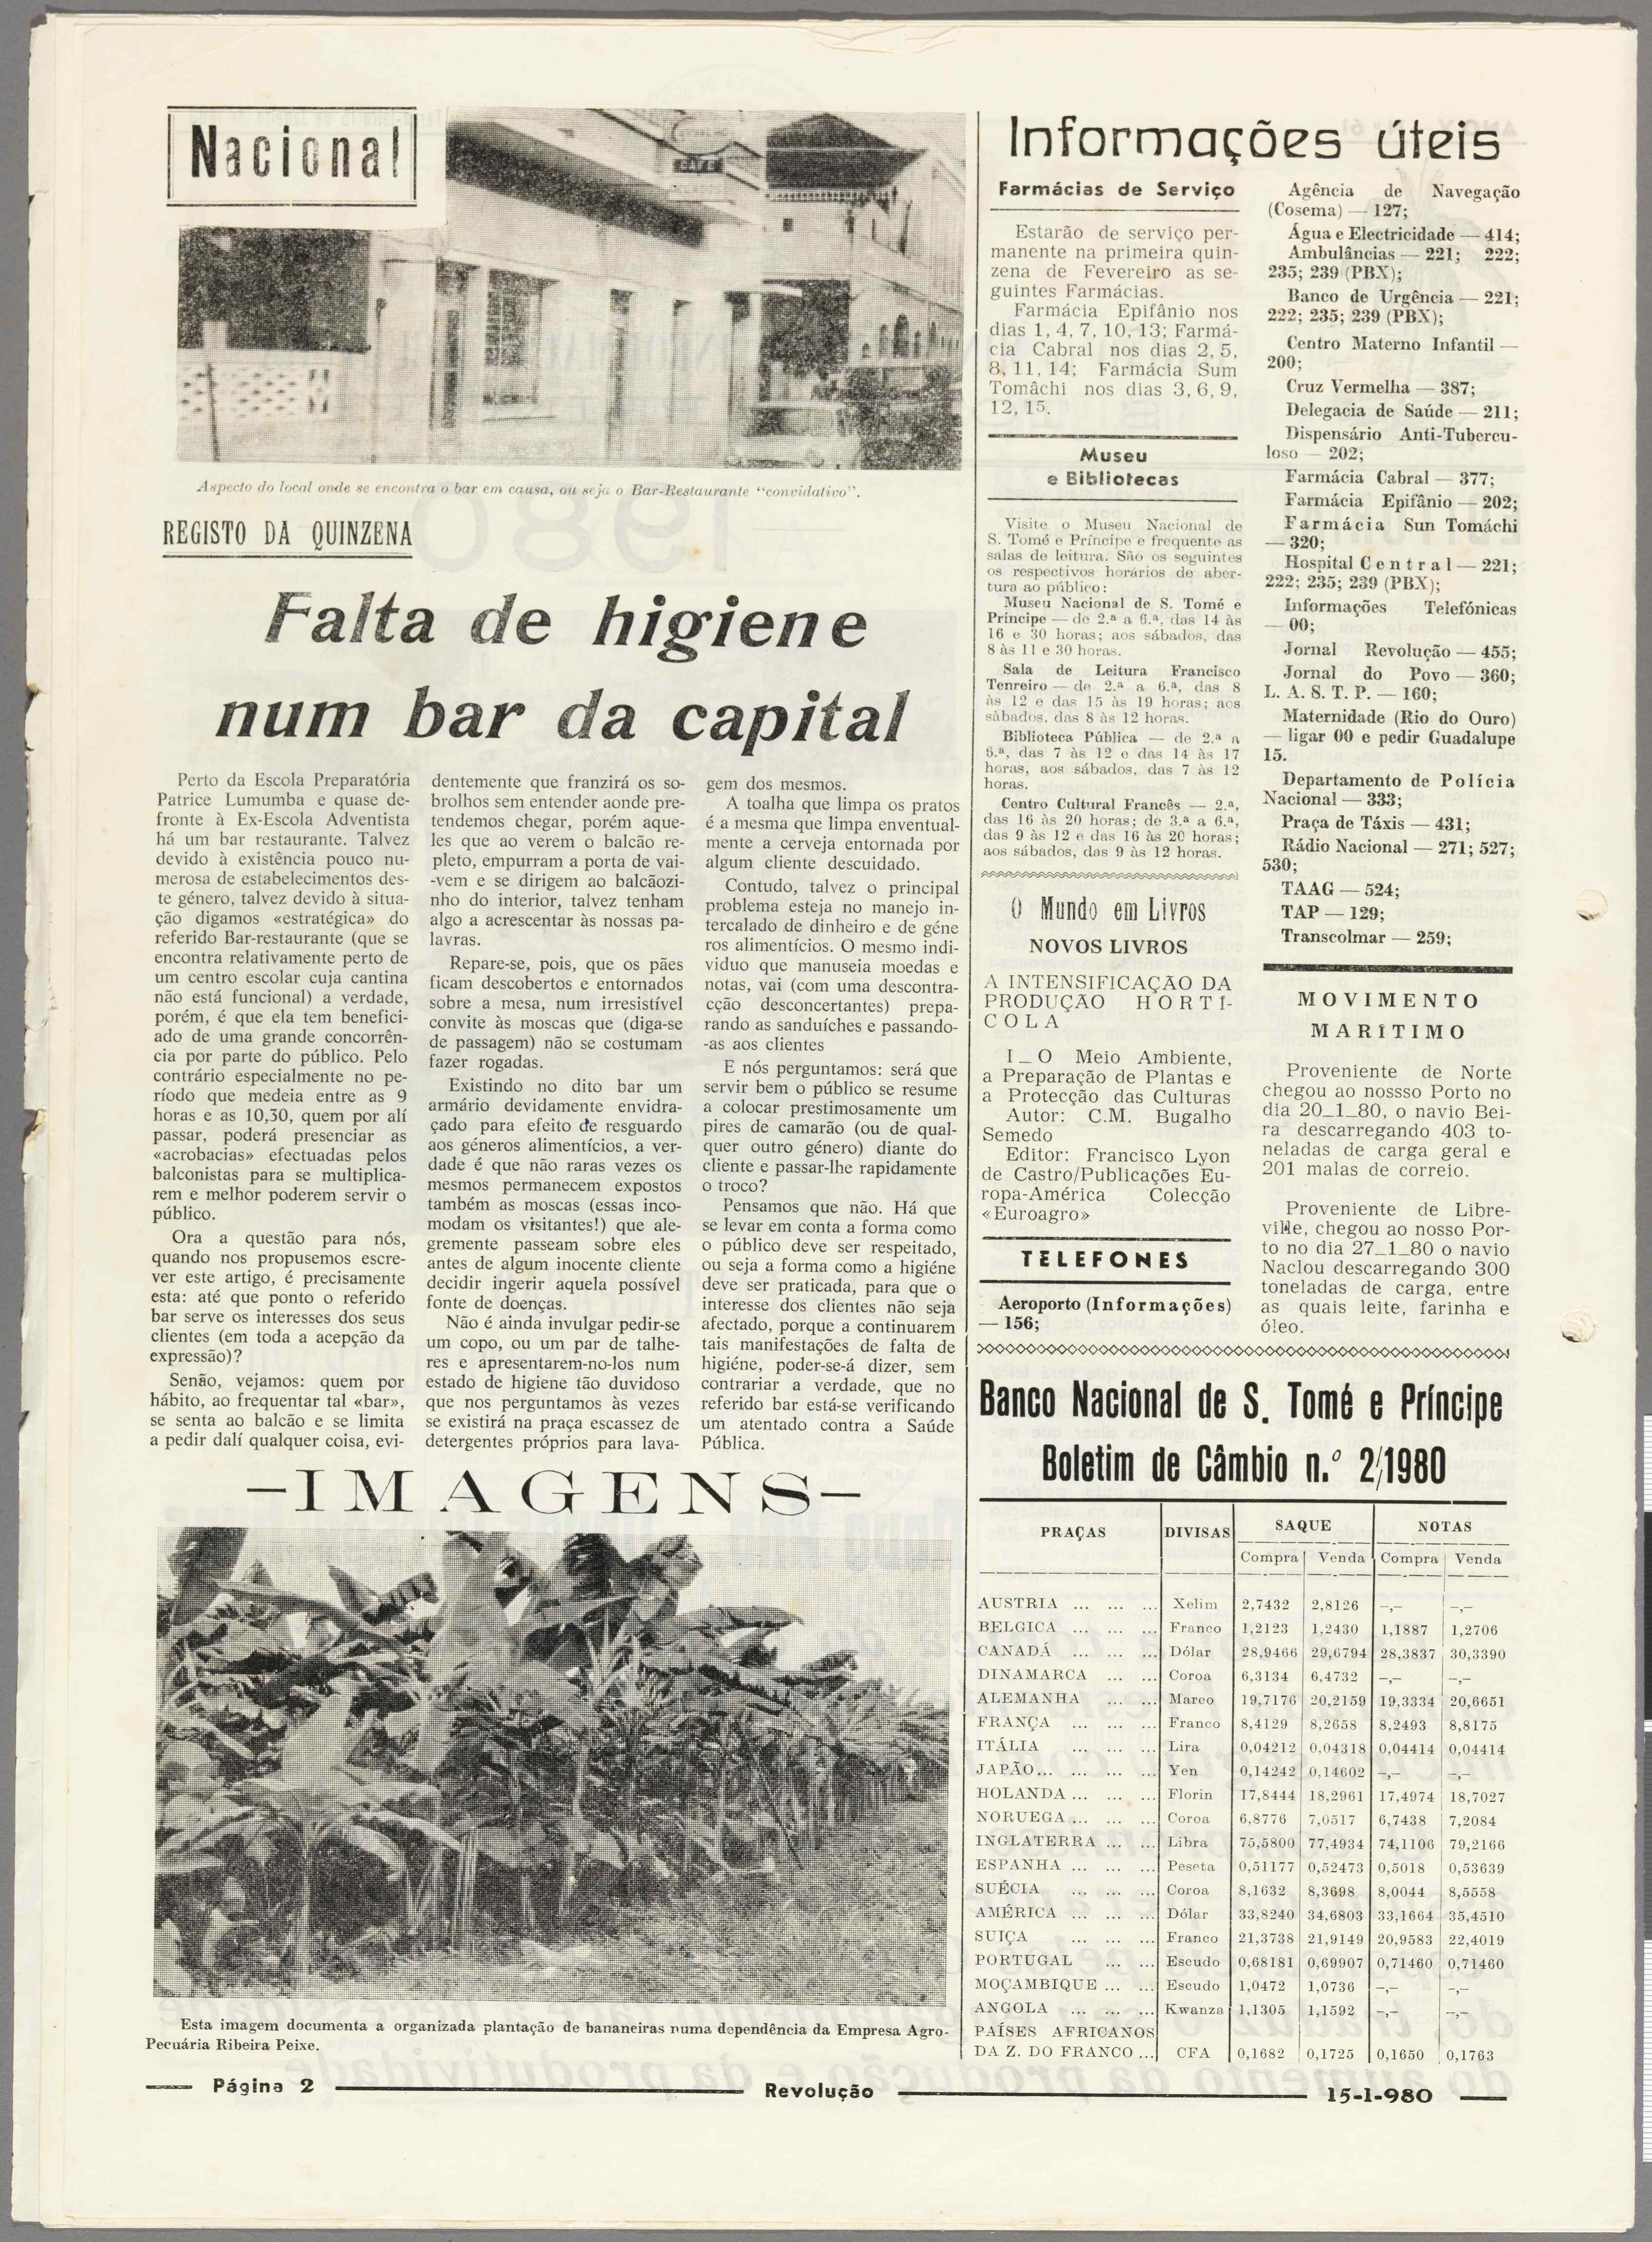 Nacional
Aspecto do local onde se encontra o bar em causa, ou seja o Bar-Restaurante “convidativo”.
REGISTO DA QUINZENA
Falta de higiene
num bar da capital
Perto da Escola Preparatória
Patrice Lumumba e quase de-
fronte à Ex-Escola Adventista
há um bar restaurante. Talvez
devido à existência pouco nu-
merosa de estabelecimentos des-
te género, talvez devido à situa-
ção digamos «estratégica» do
referido Bar-restaurante (que se
encontra relativamente perto de
um centro escolar cuja cantina
não está funcional) a verdade,
porém, é que ela tem benefici-
ado de uma grande concorrên-
cia por parte do público. Pelo
contrário especialmente no pe-
ríodo que medeia entre as 9
horas e as 10,30, quem por alí
passar, poderá presenciar as
«acrobacias» efectuadas pelos
balconistas para se multiplica-
rem e melhor poderem servir o
público.
Ora a questão para nós,
quando nos propusemos escre-
ver este artigo, é precisamente
esta: até que ponto o referido
bar serve os interesses dos seus
clientes (em toda a acepção da
expressão)?
Senão, vejamos: quem por
hábito, ao frequentar tal «bar»,
se senta ao balcão e se limita
a pedir dalí qualquer coisa, evi-
dentemente que franzirá os so-
brolhos sem entender aonde pre-
tendemos chegar, porém aque-
les que ao verem o balcão re-
pleto, empurram a porta de vai-
-vem e se dirigem ao balcãozi-
nho do interior, talvez tenham
algo a acrescentar às nossas pa-
lavras.
Repare-se, pois, que os pães
ficam descobertos e entornados
sobre a mesa, num irresistível
convite às moscas que (diga-se
de passagem) não se costumam
fazer rogadas.
Existindo no dito bar um
armário devidamente envidra-
çado para efeito de resguardo
aos géneros alimentícios, a ver-
dade é que não raras vezes os
mesmos permanecem expostos
também as moscas (essas inco-
modam os visitantes!) que ale-
gremente passeam sobre eles
antes de algum inocente cliente
decidir ingerir aquela possível
fonte de doenças.
Não é ainda invulgar pedir-se
um copo, ou um par de talhe-
res e apresentarem-no-los num
estado de higiene tão duvidoso
que nos perguntamos às vezes
se existirá na praça escassez de
detergentes próprios para lava-
gem dos mesmos.
A toalha que limpa os pratos
é a mesma que limpa enventual-
mente a cerveja entornada por
algum cliente descuidado.
Contudo, talvez o principal
problema esteja no manejo in-
tercalado de dinheiro e de géne
ros alimentícios. O mesmo indi-
viduo que manuseia moedas e
notas, vai (com uma descontra-
cção desconcertantes) prepa-
rando as sanduíches e passando-
-as aos clientes
E nós perguntamos: será que
servir bem o público se resume
a colocar prestimosamente um
pires de camarão (ou de qual-
quer outro género) diante do
cliente e passar-lhe rapidamente
o troco?
Pensamos que não. Há que
se levar em conta a forma como
o público deve ser respeitado,
ou seja a forma como a higiéne
deve ser praticada, para que o
interesse dos clientes não seja
afectado, porque a continuarem
tais manifestações de falta de
higiéne, poder-se-á dizer, sem
contrariar a verdade, que no
referido bar está-se verificando
um atentado contra a Saúde
Pública.
—IMAGENS—
Esta imagem documenta a organizada plantação de bananeiras numa dependência da Empresa Agro-
Pecuária Ribeira Peixe.
Informações úteis
Farmácias de Serviço
Estarão de serviço per-
manente na primeira quin-
zena de Fevereiro as se-
guintes Farmácias.
Farmácia Epifânio nos
dias 1, 4, 7, 10, 13; Farmá-
cia Cabral nos dias 2, 5,
8, 11, 14; Farmácia Sum
Tomâchi nos dias 3, 6, 9,
12, 15.
Museu
e Bibliotecas
Visite o Museu Nacional de
S. Tomé e Príncipe e frequente as
salas de leitura. São os seguintes
os respectivos horários de aber-
tura ao público:
Museu Nacional de S. Tomé e
Príncipe — de 2.ª a 6.ª, das 14 às
16 e 30 horas; aos sábados, das
8 às 11 e 30 horas.
Sala de Leitura Francisco
Tenreiro — de 2.ª a 6.ª, das 8
às 12 e das 15 às 19 horas; aos
sàbados, das 8 às 12 horas.
Biblioteca Pública — de 2.ª a
6.ª, das 7 às 12 e das 14 às 17
horas, aos sábados, das 7 às 12
horas.
Centro Cultural Francês — 2.ª,
das 16 às 20 horas; de 3.ª a 6.ª,
das 9 às 12 e das 16 às 20 horas;
aos sábados, das 9 às 12 horas.
O Mundo em Livros
NOVOS LIVROS
A INTENSIFICAÇÃO DA
PRODUÇÃO HORTÍ-
COLA
I_O Meio Ambiente,
a Preparação de Plantas e
a Protecção das Culturas
Autor: C.M. Bugalho
Semedo
Editor: Francisco Lyon
de Castro/Publicações Eu-
ropa-América Colecção
«Euroagro»
TELEFONES
Aeroporto (Informações)
— 156;
Agência de Navegação
(Cosema) — 127;
Água e Electricidade — 414;
Ambulâncias — 221; 222;
235; 239 (PBX);
Banco de Urgência — 221;
222; 235; 239 (PBX);
Centro Materno Infantil —
200;
Cruz Vermelha — 387;
Delegacia de Saúde — 211;
Dispensário Anti-Tubercu-
loso — 202;
Farmácia Cabral — 377;
Farmácia Epifânio — 202;
Farmácia Sun Tomáchi
— 320;
Hospital Central — 221;
222; 235; 239 (PBX);
Informações Telefónicas
— 00;
Jornal Revolução — 455;
Jornal do Povo — 360;
L. A. S. T. P. — 160;
Maternidade (Rio do Ouro)
— ligar 00 e pedir Guadalupe
15.
Departamento de Polícia
Nacional — 333;
Praça de Táxis — 431;
Rádio Nacional — 271; 527;
530;
TAAG — 524;
TAP — 129;
Transcolmar — 259;
MOVIMENTO
MARITIMO
Proveniente de Norte
chegou ao nossso Porto no
dia 20_1_80, o navio Bei-
ra descarregando 403 to-
neladas de carga geral e
201 malas de correio.
Proveniente de Libre-
ville, chegou ao nosso Por-
to no dia 27_1_80 o navio
Naclou descarregando 300
toneladas de carga, entre
as quais leite, farinha e
óleo.
Banco Nacional de S. Tomé e Príncipe
Boletim de Câmbio n.º 2/1980
PRAÇAS DIVISAS SAQUE NOTAS
Compra Venda Compra Venda
AUSTRIA ... ... ... Xelim 2,7432 2,8126 —,— —,—
BELGICA ... ... ... Franco 1,2123 1,2430 1,1887 1,2706
CANADÁ ... ... ... Dólar 28,9466 29,6794 28,3837 30,3390
DINAMARCA ... ... Coroa 6,3134 6,4732 —,— —,—
ALEMANHA ... ... Marco 19,7176 20,2159 19,3334 20,6651
FRANÇA ... ... ... Franco 8,4129 8,2658 8,2493 8,8175
ITÁLIA ... ... ... Lira 0,04212 0,04318 0,04414 0,04414
JAPÃO... ... ... ... Yen 0,14242 0,14602 —,— —,—
HOLANDA ... ... ... Florin 17,8444 18,2961 17,4974 18,7027
NORUEGA ... ... ... Coroa 6,8776 7,0517 6,7438 7,2084
INGLATERRA ... ... Libra 75,5800 77,4934 74,1106 79,2166
ESPANHA ... ... ... Peseta 0,51177 0,52473 0,5018 0,53639
SUÉCIA ... ... ... Coroa 8,1632 8,3698 8,0044 8,5558
AMÉRICA ... ... ... Dólar 33,8240 34,6803 33,1664 35,4510
SUIÇA ... ... ... Franco 21,3738 21,9149 20,9583 22,4019
PORTUGAL ... ... Escudo 0,68181 0,69907 0,71460 0,71460
MOÇAMBIQUE ... ... Escudo 1,0472 1,0736 —,— —,—
ANGOLA ... ... ... Kwanza 1,1305 1,1592 —,— —,—
PAÍSES AFRICANOS
DA Z. DO FRANCO ... CFA 0,1682 0,1725 0,1650 0,1763
Página 2 Revolução 15-1-980